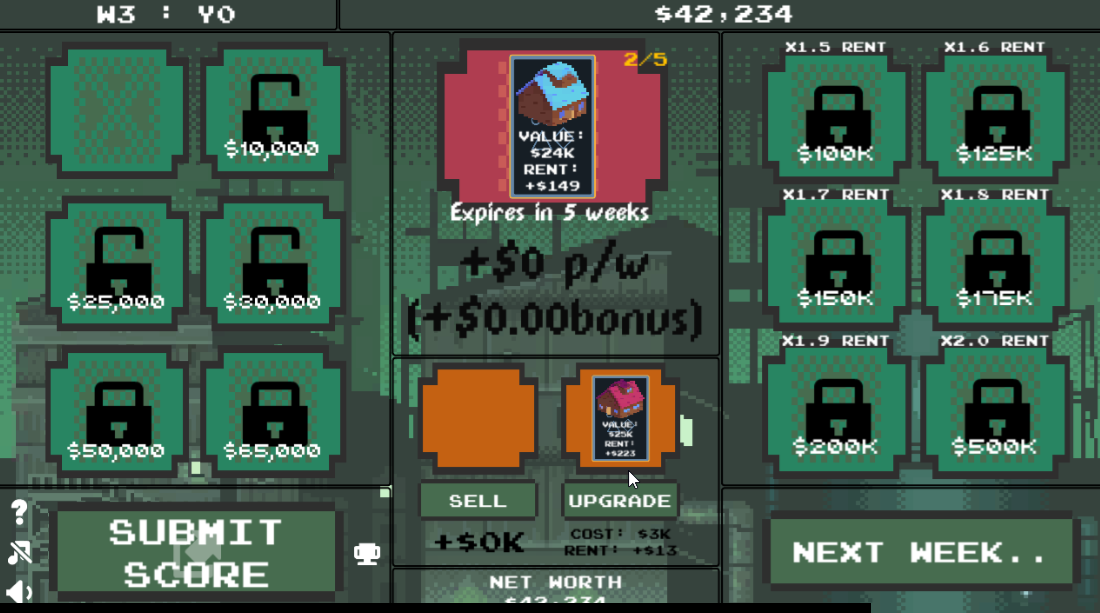 W3 : YO
$42,234
$10,000
$25,000
$30,000
$50,000
$65,000
SUBMIT
SCORE
?
2/5
VALUE:
$24K
RENT:
+$149
Expires in 5 weeks
+$0 p/w
(+$0.00bonus)
VALUE:
$25K
RENT:
+$223
SELL
UPGRADE
+$0K
COST: $3K
RENT: +$13
NET WORTH
$42,234
X1.5 RENT
X1.6 RENT
$100K
$125K
X1.7 RENT
X1.8 RENT
$150K
$175K
X1.9 RENT
X2.0 RENT
$200K
$500K
NEXT WEEK..